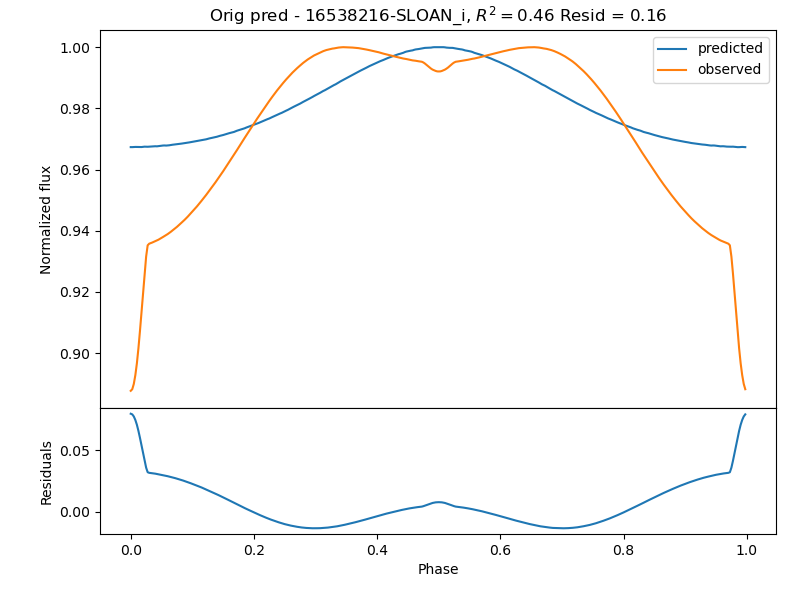 Orig pred - 16538216-SLOAN_i, R² = 0.46 Resid = 0.16
predicted
observed
Normalized flux
1.00
0.98
0.96
0.94
0.92
0.90
Residuals
0.05
0.00
0.0 0.2 0.4 0.6 0.8 1.0
Phase